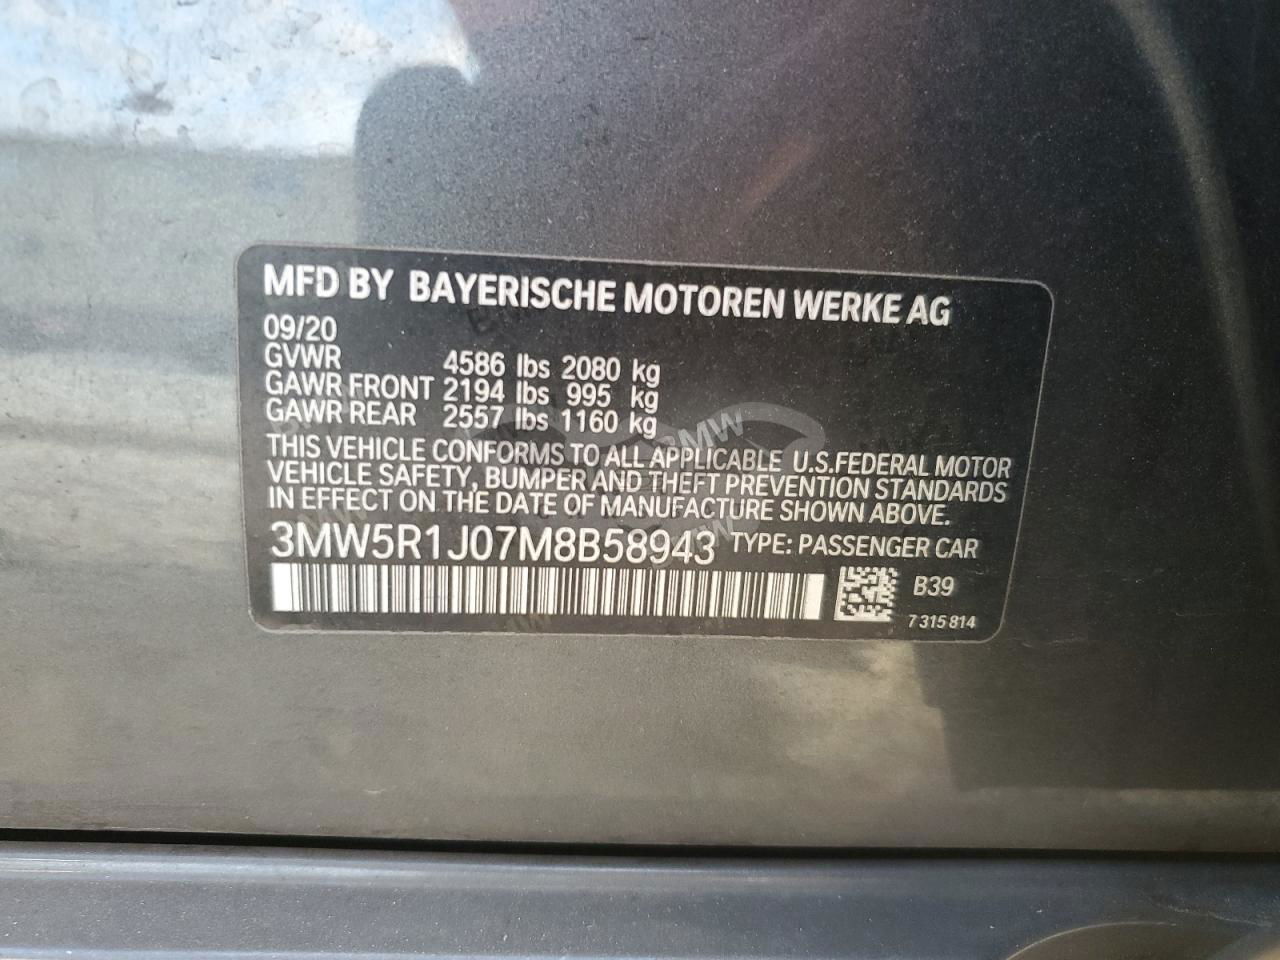 MFD BY BAYERISCHE MOTOREN WERKE AG
09/20
GVWR 4586 lbs 2080 kg
GAWR FRONT 2194 lbs 995 kg
GAWR REAR 2557 lbs 1160 kg
THIS VEHICLE CONFORMS TO ALL APPLICABLE U.S.FEDERAL MOTOR
VEHICLE SAFETY, BUMPER AND THEFT PREVENTION STANDARDS
IN EFFECT ON THE DATE OF MANUFACTURE SHOWN ABOVE.
3MW5R1J07M8B58943 TYPE: PASSENGER CAR
B39
7 315 814
BMW
BMW